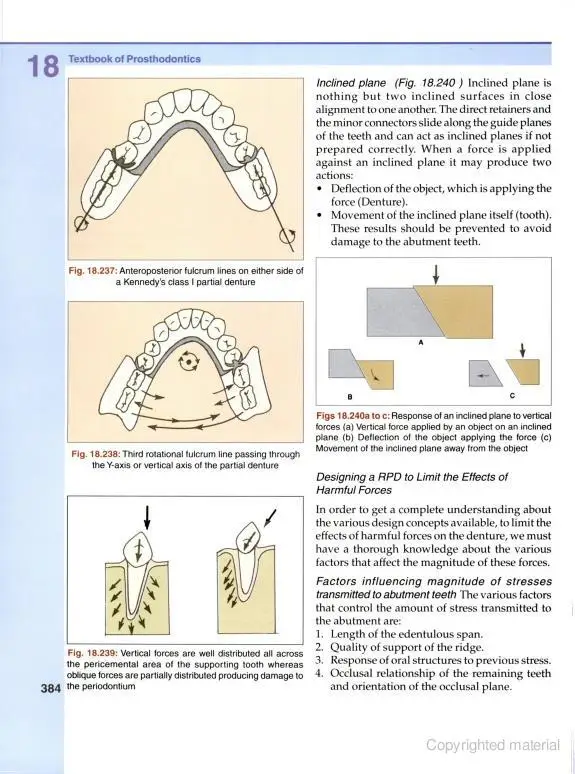 18
Textbook of Prosthodontics
Fig. 18.237: Anteroposterior fulcrum lines on either side of
a Kennedy's class I partial denture
Fig. 18.238: Third rotational fulcrum line passing through
the Y-axis or vertical axis of the partial denture
Fig. 18.239: Vertical forces are well distributed all across
the pericemental area of the supporting tooth whereas
oblique forces are partially distributed producing damage to
the periodontium
384
Inclined plane (Fig. 18.240 ) Inclined plane is
nothing but two inclined surfaces in close
alignment to one another. The direct retainers and
the minor connectors slide along the guide planes
of the teeth and can act as inclined planes if not
prepared correctly. When a force is applied
against an inclined plane it may produce two
actions:
• Deflection of the object, which is applying the
force (Denture).
• Movement of the inclined plane itself (tooth).
These results should be prevented to avoid
damage to the abutment teeth.
A
B
C
Figs 18.240a to c: Response of an inclined plane to vertical
forces (a) Vertical force applied by an object on an inclined
plane (b) Deflection of the object applying the force (c)
Movement of the inclined plane away from the object
Designing a RPD to Limit the Effects of
Harmful Forces
In order to get a complete understanding about
the various design concepts available, to limit the
effects of harmful forces on the denture, we must
have a thorough knowledge about the various
factors that affect the magnitude of these forces.
Factors influencing magnitude of stresses
transmitted to abutment teeth The various factors
that control the amount of stress transmitted to
the abutment are:
1. Length of the edentulous span.
2. Quality of support of the ridge.
3. Response of oral structures to previous stress.
4. Occlusal relationship of the remaining teeth
and orientation of the occlusal plane.
Copyrighted material